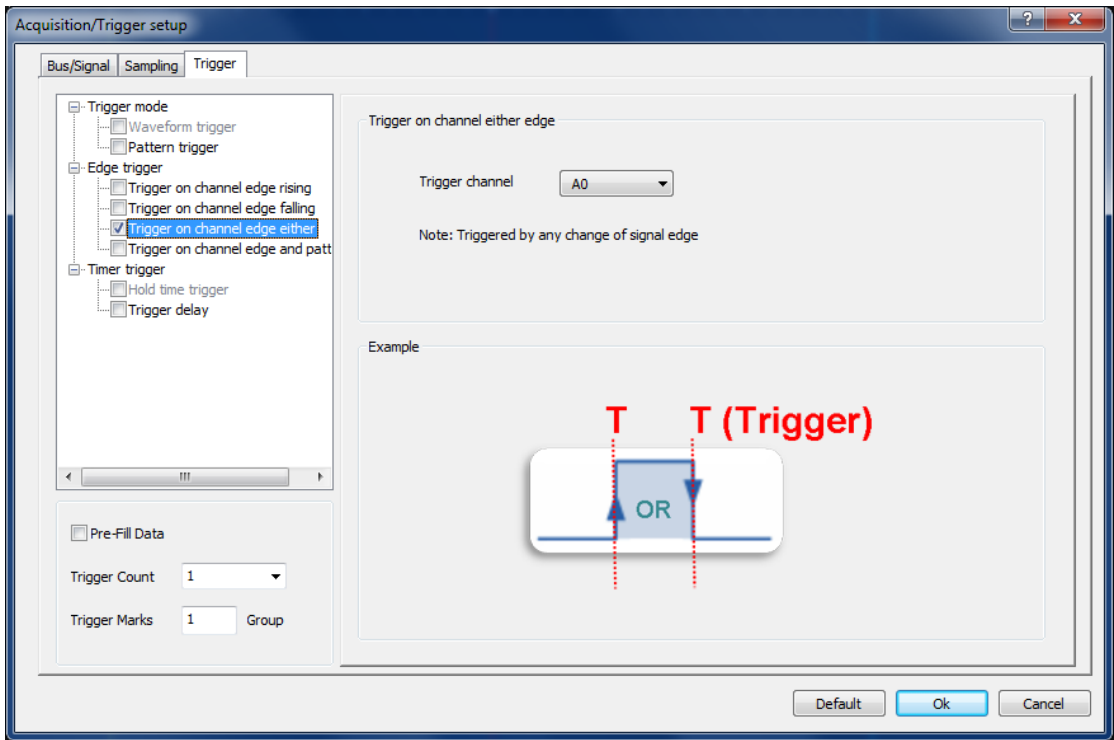 Acquisition/Trigger setup
Bus/Signal Sampling Trigger
Trigger mode
Waveform trigger
Pattern trigger
Edge trigger
Trigger on channel edge rising
Trigger on channel edge falling
Trigger on channel edge either
Trigger on channel edge and patt
Timer trigger
Hold time trigger
Trigger delay
Pre-Fill Data
Trigger Count 1
Trigger Marks 1 Group
Trigger on channel either edge
Trigger channel A0
Note: Triggered by any change of signal edge
Example
T T (Trigger)
OR
Default Ok Cancel